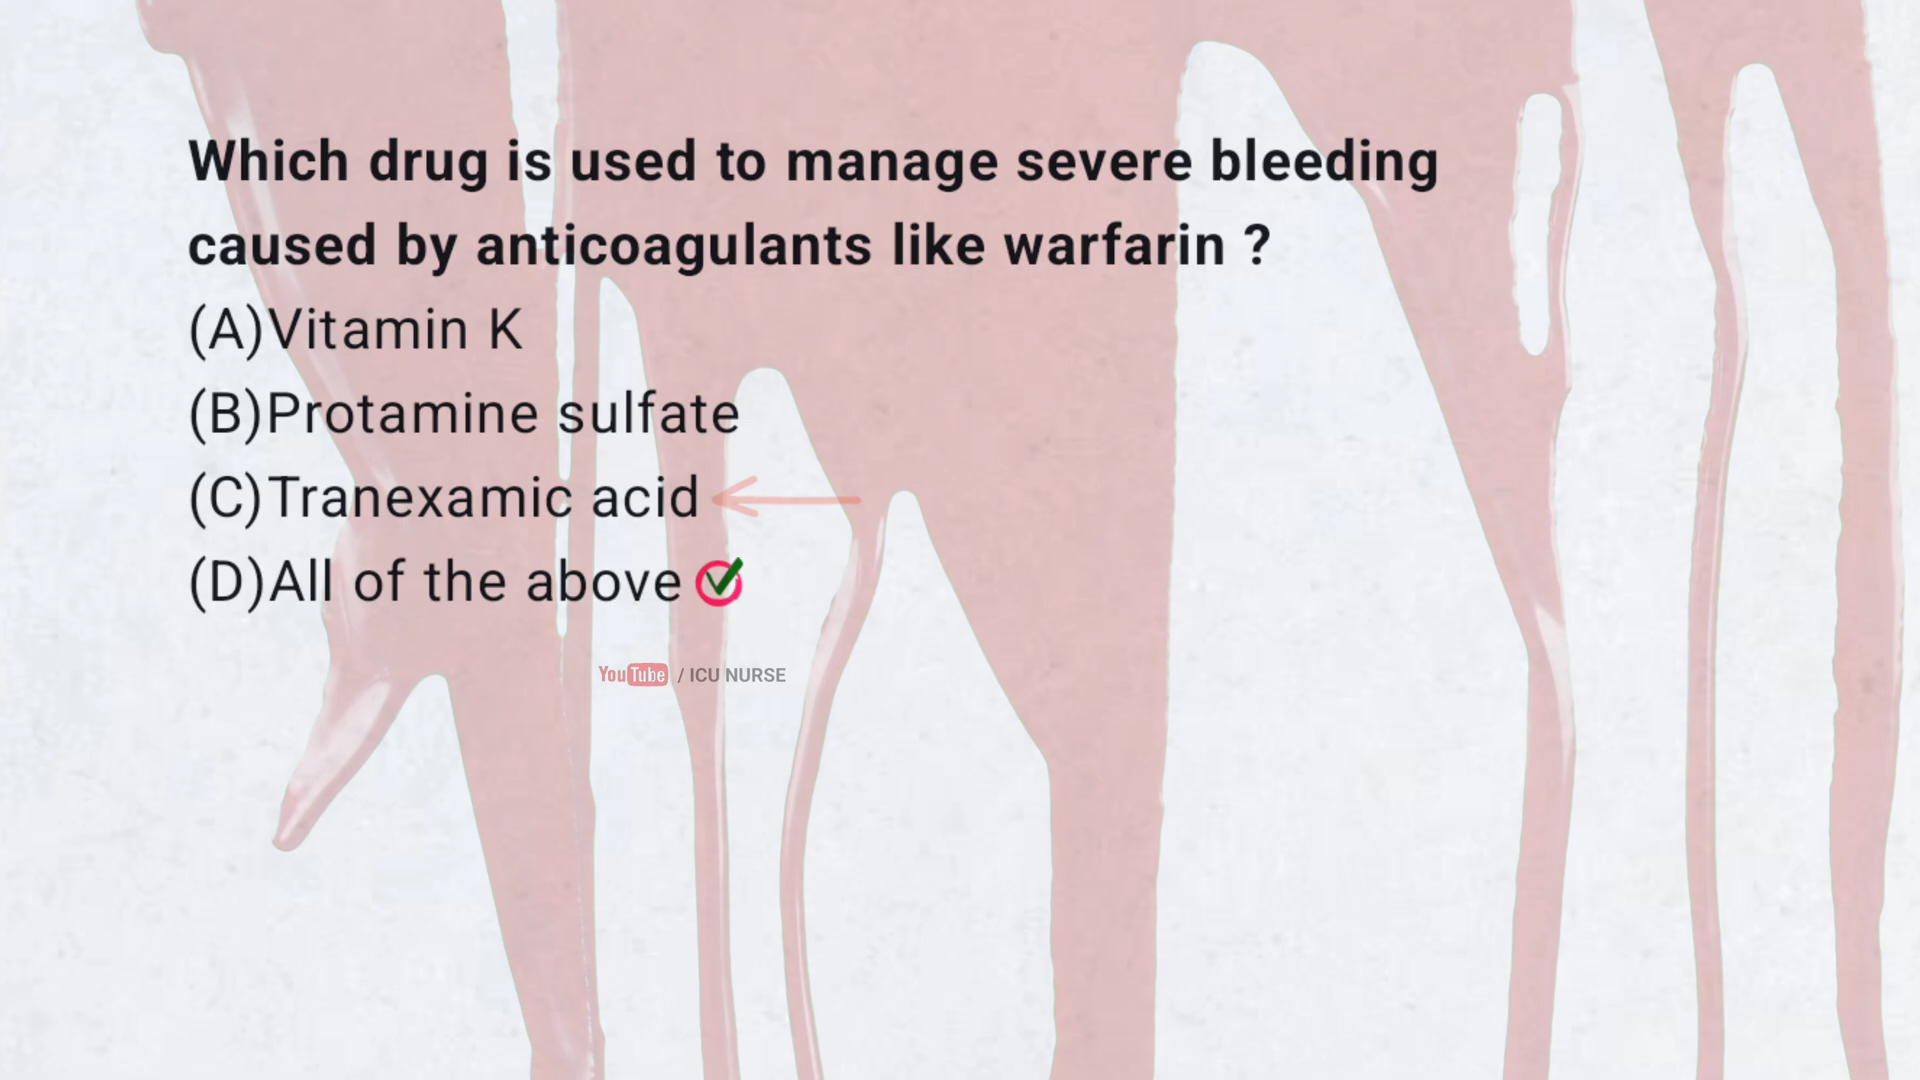 Which drug is used to manage severe bleeding
caused by anticoagulants like warfarin ?
(A)Vitamin K
(B)Protamine sulfate
(C)Tranexamic acid
(D)All of the above
YouTube / ICU NURSE